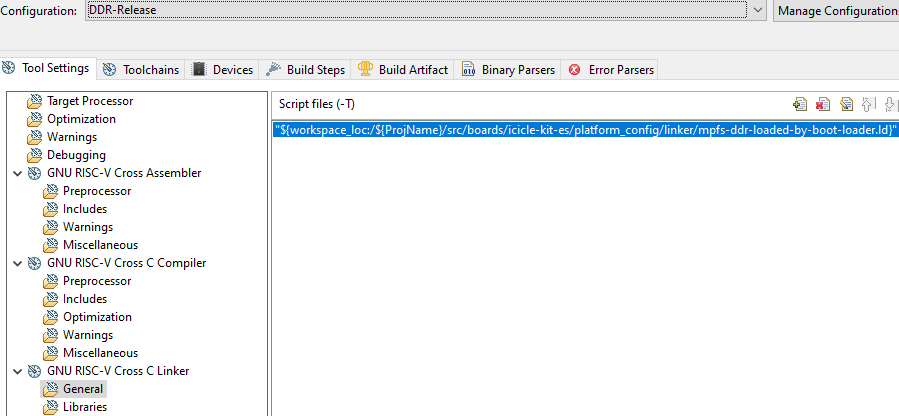 Configuration: DDR-Release Manage Configurations
Tool Settings Toolchains Devices Build Steps Build Artifact Binary Parsers Error Parsers
Target Processor
Optimization
Warnings
Debugging
GNU RISC-V Cross Assembler
Preprocessor
Includes
Warnings
Miscellaneous
GNU RISC-V Cross C Compiler
Preprocessor
Includes
Optimization
Warnings
Miscellaneous
GNU RISC-V Cross C Linker
General
Libraries
Script files (-T)
"${workspace_loc:/${ProjName}/src/boards/icicle-kit-es/platform_config/linker/mpfs-ddr-loaded-by-boot-loader.ld}"